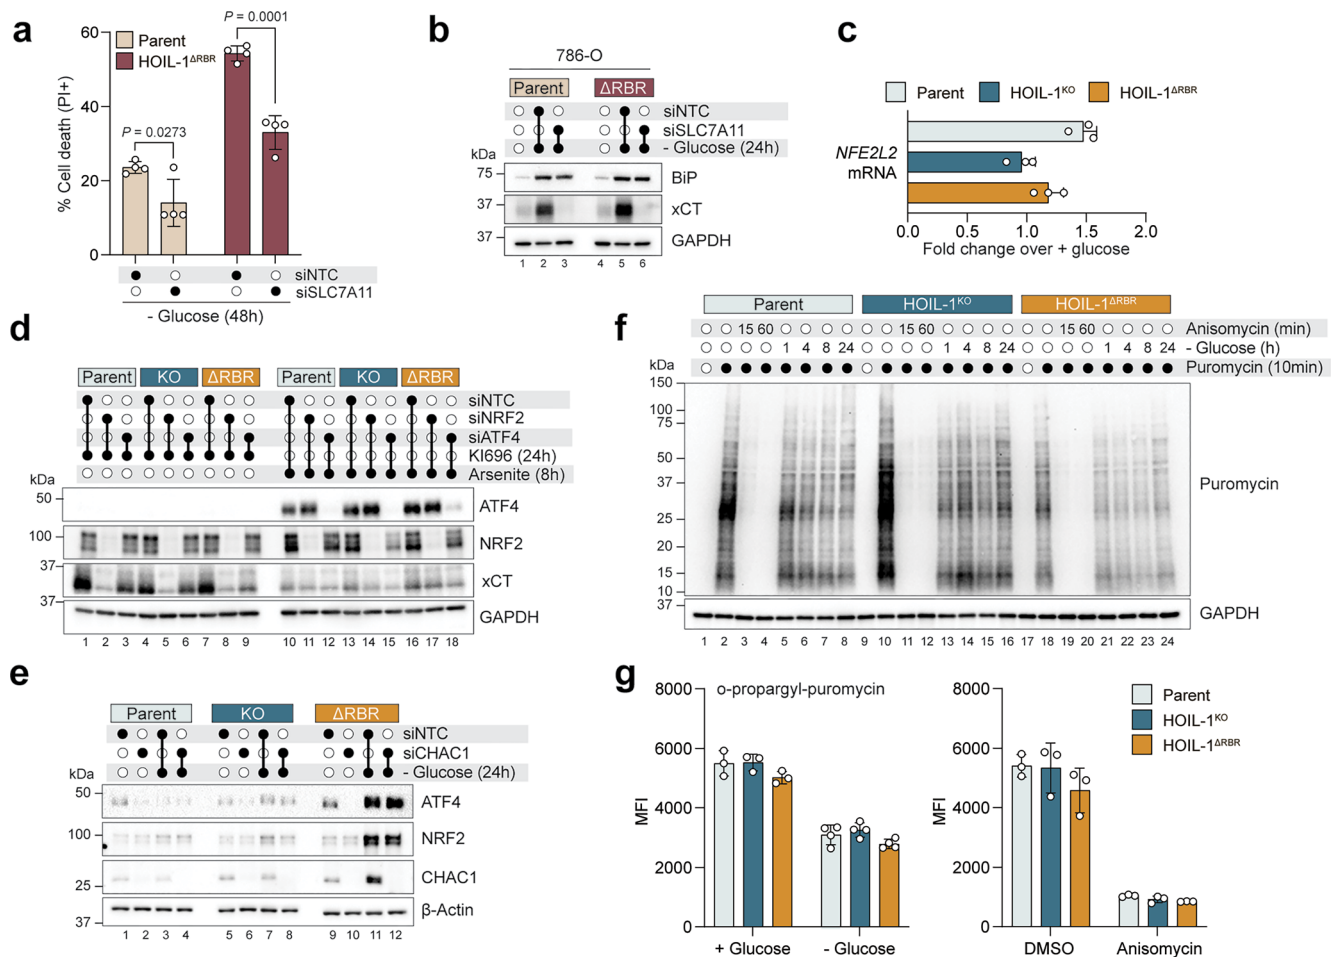 a
60
40
20
0
% Cell death (PI+)
Parent
HOIL-1ΔRBR
P = 0.0001
P = 0.0273
siNTC
siSLC7A11
- Glucose (48h)
b
786-O
Parent
ΔRBR
siNTC
siSLC7A11
- Glucose (24h)
kDa
75
BiP
37
xCT
37
GAPDH
1 2 3 4 5 6
c
Parent
HOIL-1KO
HOIL-1ΔRBR
NFE2L2
mRNA
0.0 0.5 1.0 1.5 2.0
Fold change over + glucose
d
Parent KO ΔRBR Parent KO ΔRBR
siNTC
siNRF2
siATF4
KI696 (24h)
Arsenite (8h)
kDa
50
ATF4
100
NRF2
37
xCT
37
GAPDH
1 2 3 4 5 6 7 8 9 10 11 12 13 14 15 16 17 18
e
Parent KO ΔRBR
siNTC
siCHAC1
- Glucose (24h)
kDa
50
ATF4
100
NRF2
25
CHAC1
37
β-Actin
1 2 3 4 5 6 7 8 9 10 11 12
f
Parent HOIL-1KO HOIL-1ΔRBR
15 60 15 60 15 60 Anisomycin (min)
1 4 8 24 1 4 8 24 1 4 8 24 - Glucose (h)
Puromycin (10min)
kDa
150
100
75
37
25
20
15
10
Puromycin
37
GAPDH
1 2 3 4 5 6 7 8 9 10 11 12 13 14 15 16 17 18 19 20 21 22 23 24
g
o-propargyl-puromycin
8000
6000
4000
2000
0
MFI
+ Glucose - Glucose
8000
6000
4000
2000
0
MFI
DMSO Anisomycin
Parent
HOIL-1KO
HOIL-1ΔRBR